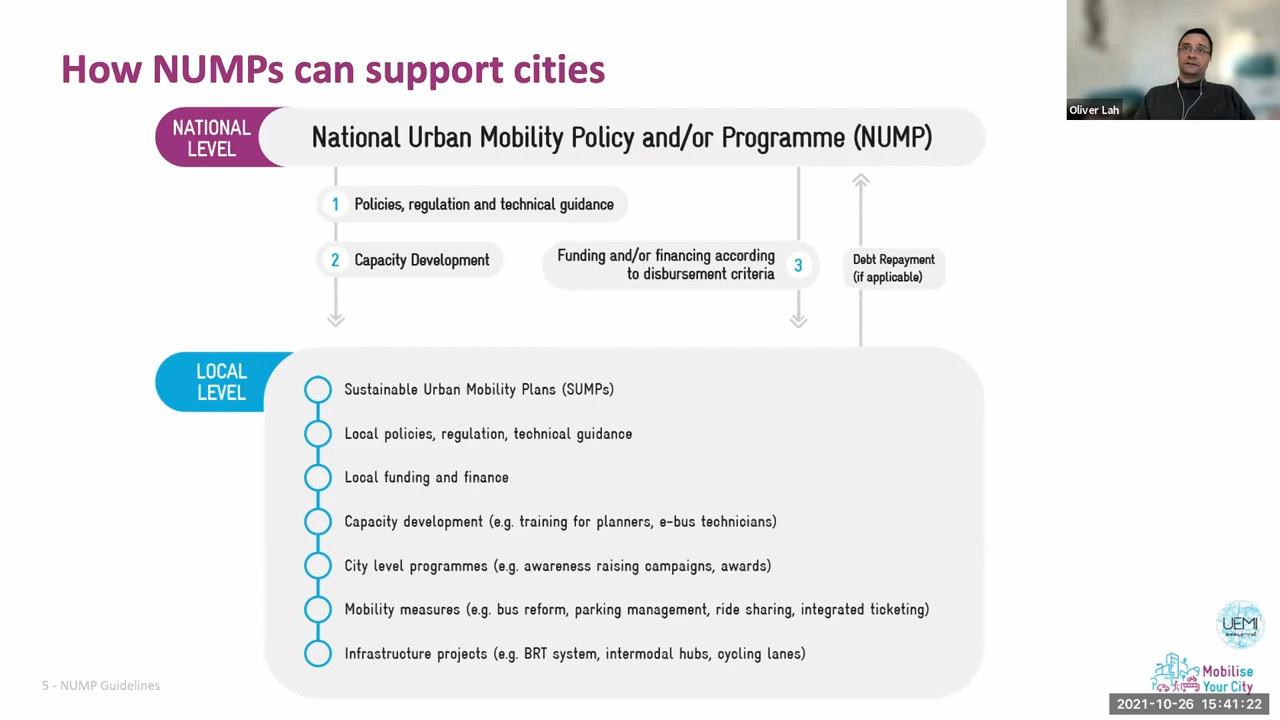 How NUMPs can support cities
Oliver Lah
NATIONAL
LEVEL
National Urban Mobility Policy and/or Programme (NUMP)
1 Policies, regulation and technical guidance
2 Capacity Development
Funding and/or financing according
to disbursement criteria
3
Debt Repayment
(if applicable)
LOCAL
LEVEL
Sustainable Urban Mobility Plans (SUMPs)
Local policies, regulation, technical guidance
Local funding and finance
Capacity development (e.g. training for planners, e-bus technicians)
City level programmes (e.g. awareness raising campaigns, awards)
Mobility measures (e.g. bus reform, parking management, ride sharing, integrated ticketing)
Infrastructure projects (e.g. BRT system, intermodal hubs, cycling lanes)
UEMI
Mobilise
Your City
5 - NUMP Guidelines
2021-10-26 15:41:22